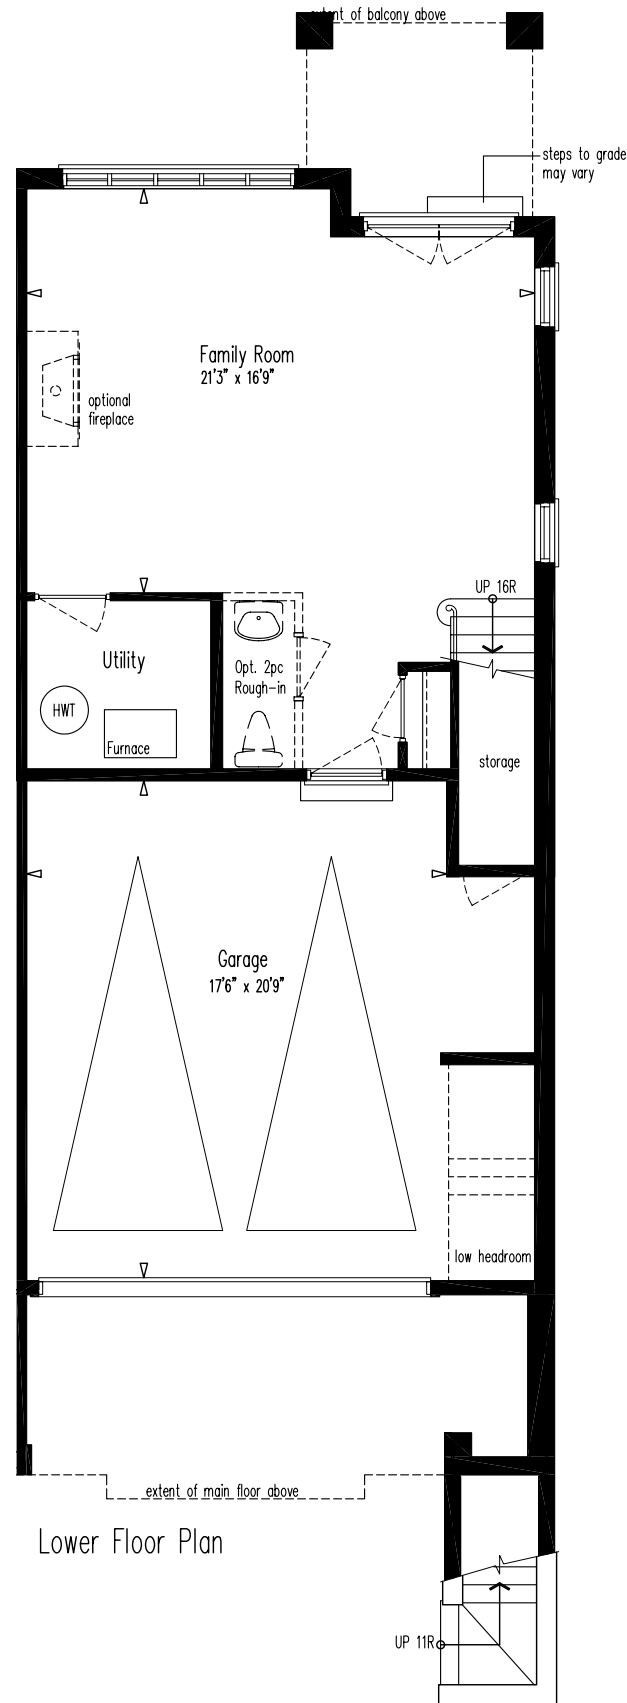 extent of balcony above
steps to grade
may vary
Family Room
21'3" x 16'9"
optional
fireplace
UP 16R
Utility
Opt. 2pc
Rough-in
HWT
Furnace
storage
Garage
17'6" x 20'9"
low headroom
extent of main floor above
Lower Floor Plan
UP 11R